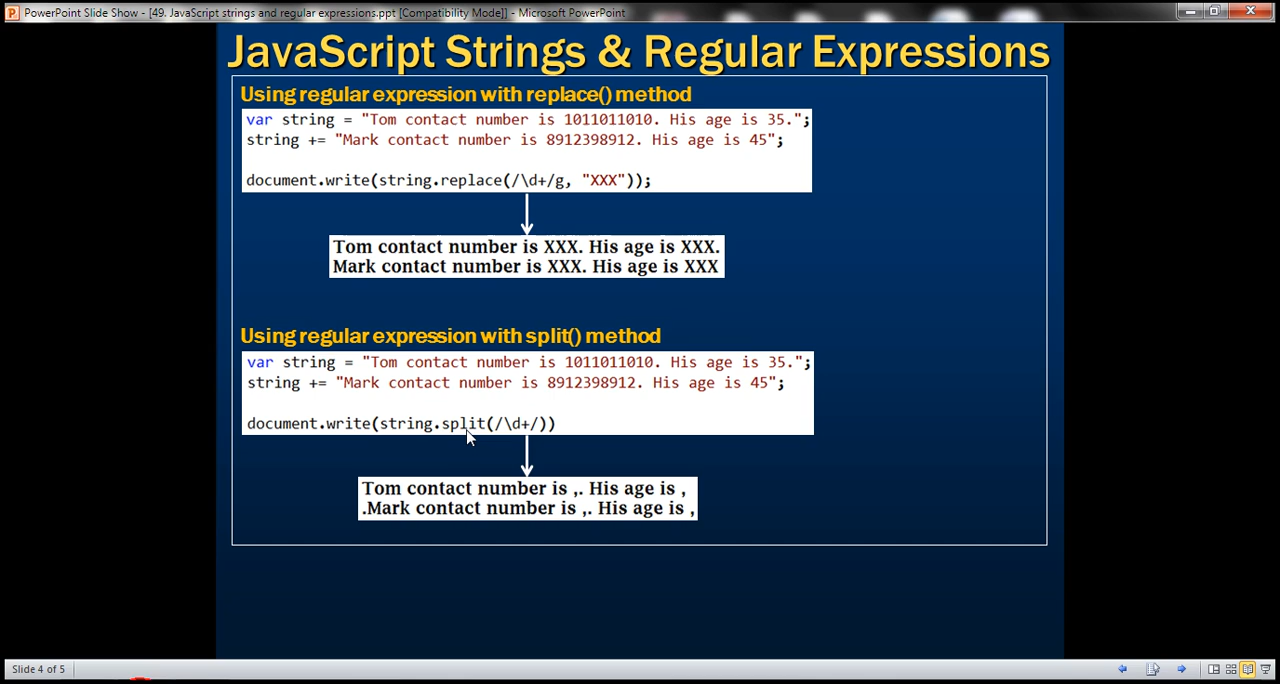 PowerPoint Slide Show - [49. JavaScript strings and regular expressions.ppt [Compatibility Mode]] - Microsoft PowerPoint
JavaScript Strings & Regular Expressions
Using regular expression with replace() method
var string = "Tom contact number is 1011011010. His age is 35.";
string += "Mark contact number is 8912398912. His age is 45";
document.write(string.replace(/\d+/g, "XXX"));
Tom contact number is XXX. His age is XXX.
Mark contact number is XXX. His age is XXX
Using regular expression with split() method
var string = "Tom contact number is 1011011010. His age is 35.";
string += "Mark contact number is 8912398912. His age is 45";
document.write(string.split(/\d+/))
Tom contact number is ,. His age is ,
.Mark contact number is ,. His age is ,
Slide 4 of 5